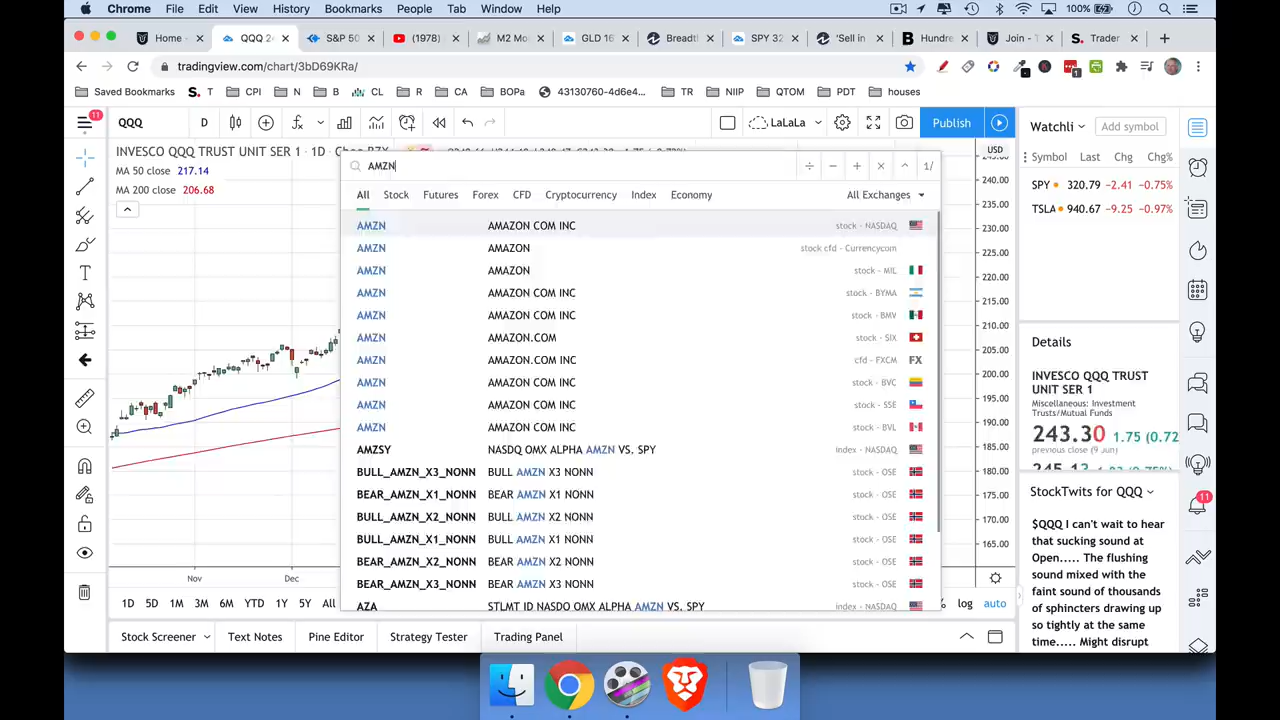 Chrome File Edit View History Bookmarks People Tab Window Help 100%
Home - QQQ 24 S&P 50 (1978) M2 Mo GLD 16 Breadt SPY 32 'Sell in Hundre Join - T Trader
tradingview.com/chart/3bD69KRa/
Saved Bookmarks T CPI N B CL R CA BOPa 43130760-4d6e4... TR NIIP QTOM PDT houses
11 QQQ D LaLaLa Publish Watchli Add symbol
INVESCO QQQ TRUST UNIT SER 1 · 1D
MA 50 close 217.14
MA 200 close 206.68
AMZN 1/
All Stock Futures Forex CFD Cryptocurrency Index Economy All Exchanges
AMZN AMAZON COM INC stock - NASDAQ
AMZN AMAZON stock cfd - Currencycom
AMZN AMAZON stock - MIL
AMZN AMAZON COM INC stock - BYMA
AMZN AMAZON COM INC stock - BMV
AMZN AMAZON.COM stock - SIX
AMZN AMAZON.COM INC cfd - FXCM FX
AMZN AMAZON COM INC stock - BVC
AMZN AMAZON COM INC stock - SSE
AMZN AMAZON COM INC stock - BVL
AMZSY NASDQ OMX ALPHA AMZN VS. SPY index - NASDAQ
BULL_AMZN_X3_NONN BULL AMZN X3 NONN stock - OSE
BEAR_AMZN_X1_NONN BEAR AMZN X1 NONN stock - OSE
BULL_AMZN_X2_NONN BULL AMZN X2 NONN stock - OSE
BULL_AMZN_X1_NONN BULL AMZN X1 NONN stock - OSE
BEAR_AMZN_X2_NONN BEAR AMZN X2 NONN stock - OSE
BEAR_AMZN_X3_NONN BEAR AMZN X3 NONN stock - OSE
AZA STLMT ID NASDO OMX ALPHA AMZN VS. SPY index - NASDAQ
USD
240.00
235.00
230.00
225.00
220.00
215.00
210.00
205.00
200.00
195.00
190.00
185.00
180.00
175.00
170.00
165.00
Nov Dec
1D 5D 1M 3M 6M YTD 1Y 5Y All % log auto
Stock Screener Text Notes Pine Editor Strategy Tester Trading Panel
Symbol Last Chg Chg%
SPY 320.79 -2.41 -0.75%
TSLA 940.67 -9.25 -0.97%
Details
INVESCO QQQ TRUST
UNIT SER 1
Miscellaneous: Investment
Trusts/Mutual Funds
243.30 1.75 (0.72
previous close (9 Jun)
StockTwits for QQQ
$QQQ I can't wait to hear
that sucking sound at
Open..... The flushing
sound mixed with the
faint sound of thousands
of sphincters drawing up
so tightly at the same
time..... Might disrupt
11